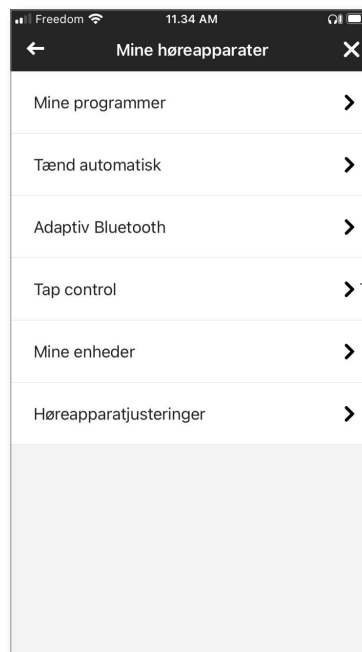 Freedom 11.34 AM
Mine høreapparater
Mine programmer
Tænd automatisk
Adaptiv Bluetooth
Tap control
Mine enheder
Høreapparatjusteringer